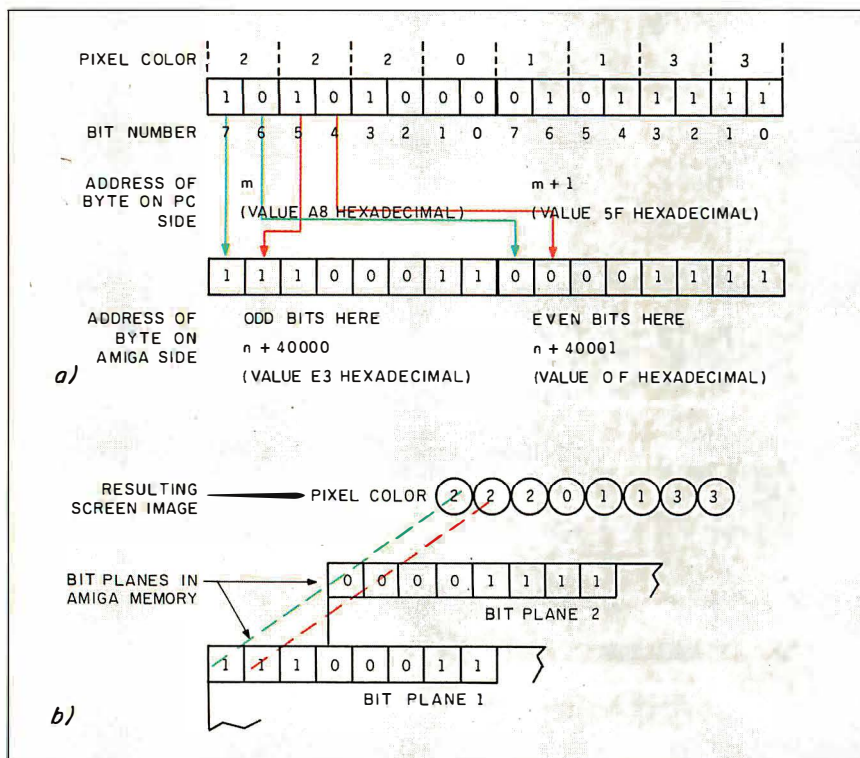 PIXEL COLOR 2 2 2 0 1 1 3 3
1 0 1 0 1 0 0 0 0 1 0 1 1 1 1 1
BIT NUMBER 7 6 5 4 3 2 1 0 7 6 5 4 3 2 1 0
ADDRESS OF m m + 1
BYTE ON PC
SIDE (VALUE A8 HEXADECIMAL) (VALUE 5F HEXADECIMAL)
1 1 1 0 0 0 1 1 0 0 0 0 1 1 1 1
ADDRESS OF ODD BITS HERE EVEN BITS HERE
BYTE ON n + 40000 n + 40001
AMIGA SIDE
a) (VALUE E3 HEXADECIMAL) (VALUE 0F HEXADECIMAL)
RESULTING PIXEL COLOR 2 2 2 0 1 1 3 3
SCREEN IMAGE
BIT PLANES IN 0 0 0 0 1 1 1 1
AMIGA MEMORY
BIT PLANE 2
1 1 1 0 0 0 1 1
BIT PLANE 1
b)